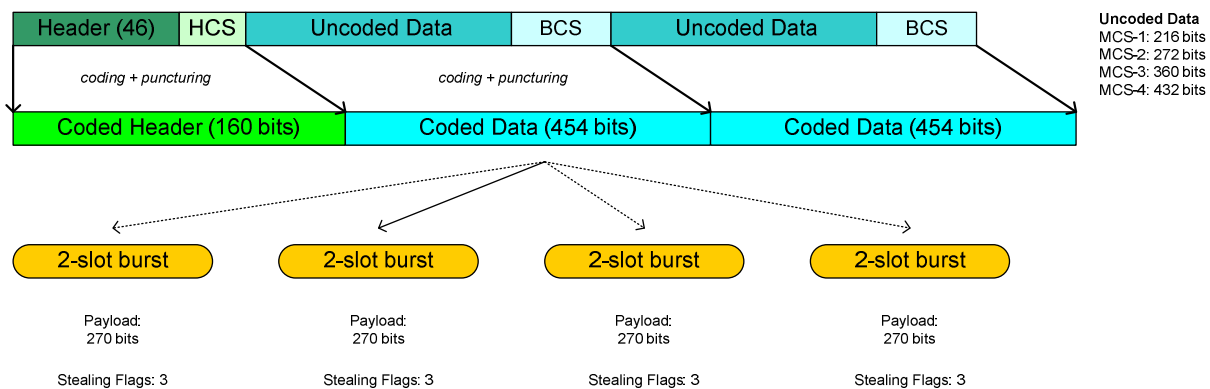 Header (46) HCS Uncoded Data BCS Uncoded Data BCS
Uncoded Data
MCS-1: 216 bits
MCS-2: 272 bits
MCS-3: 360 bits
MCS-4: 432 bits
coding + puncturing coding + puncturing
Coded Header (160 bits) Coded Data (454 bits) Coded Data (454 bits)
2-slot burst 2-slot burst 2-slot burst 2-slot burst
Payload: Payload: Payload: Payload:
270 bits 270 bits 270 bits 270 bits
Stealing Flags: 3 Stealing Flags: 3 Stealing Flags: 3 Stealing Flags: 3